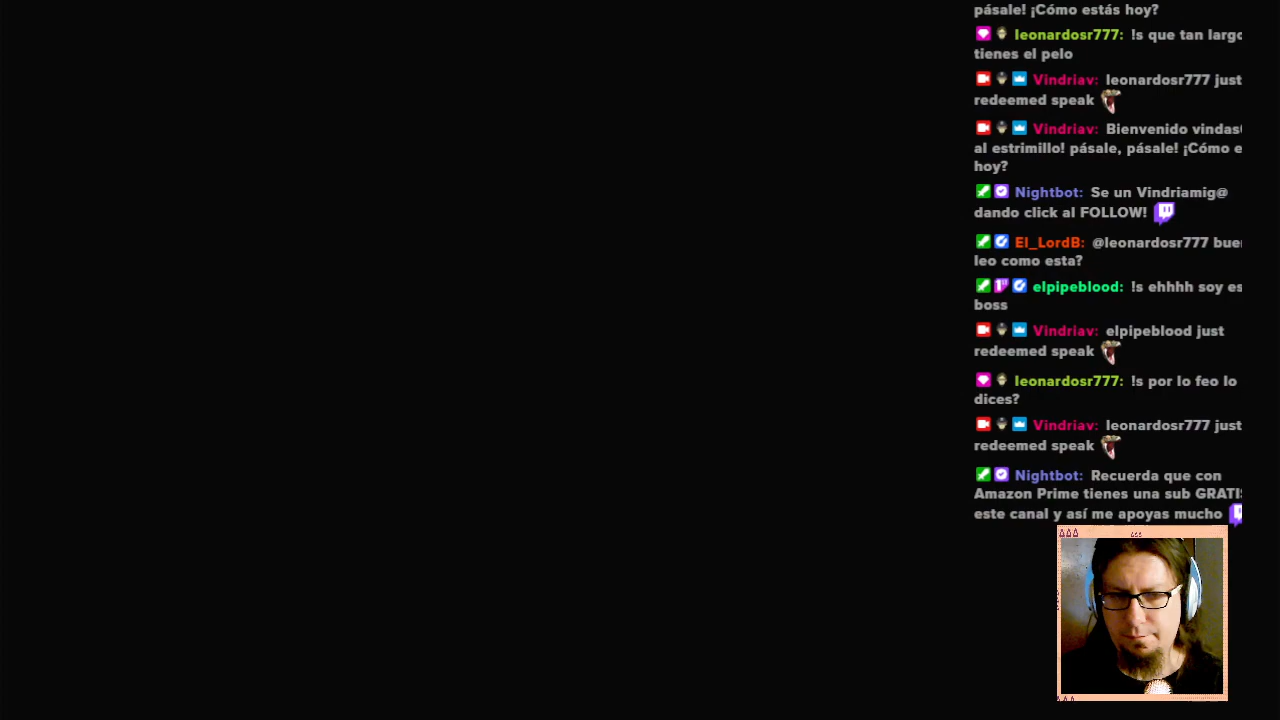 pásale! ¡Cómo estás hoy?
leonardosr777: !s que tan largo
tienes el pelo
Vindriav: leonardosr777 just
redeemed speak
Vindriav: Bienvenido
al estrimillo! pásale, pásale! ¡Cómo
hoy?
Nightbot: Se un Vindriamig@
dando click al FOLLOW!
El_LordB: @leonardosr777
leo como esta?
elpipeblood: !s ehhhh soy
boss
Vindriav: elpipeblood just
redeemed speak
leonardosr777: !s por lo feo lo
dices?
Vindriav: leonardosr777 just
redeemed speak
Nightbot: Recuerda que con
Amazon Prime tienes una sub
este canal y así me apoyas mucho